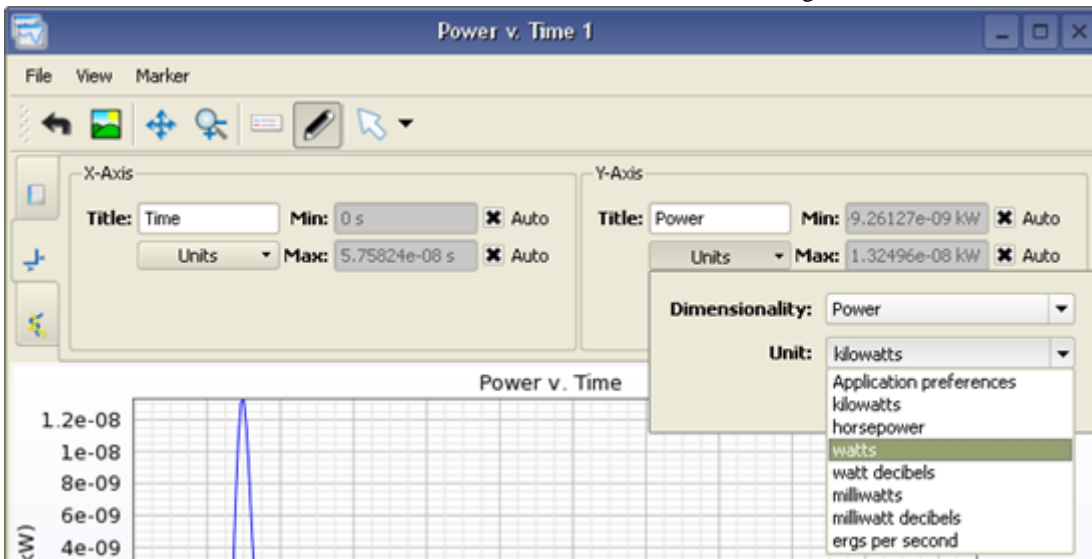 Power v. Time 1
File View Marker
X-Axis
Y-Axis
Title: Time Min: 0 s Auto Title: Power Min: -9.26127e-09 kW Auto
Units Max: 5.75824e-08 s Auto Units Max: 1.32496e-08 kW Auto
Dimensionality: Power
Unit: kilowatts
Application preferences
kilowatts
horsepower
watts
watt decibels
milliwatts
milliwatt decibels
ergs per second
Power v. Time
1.2e-08
1e-08
8e-09
6e-09
4e-09